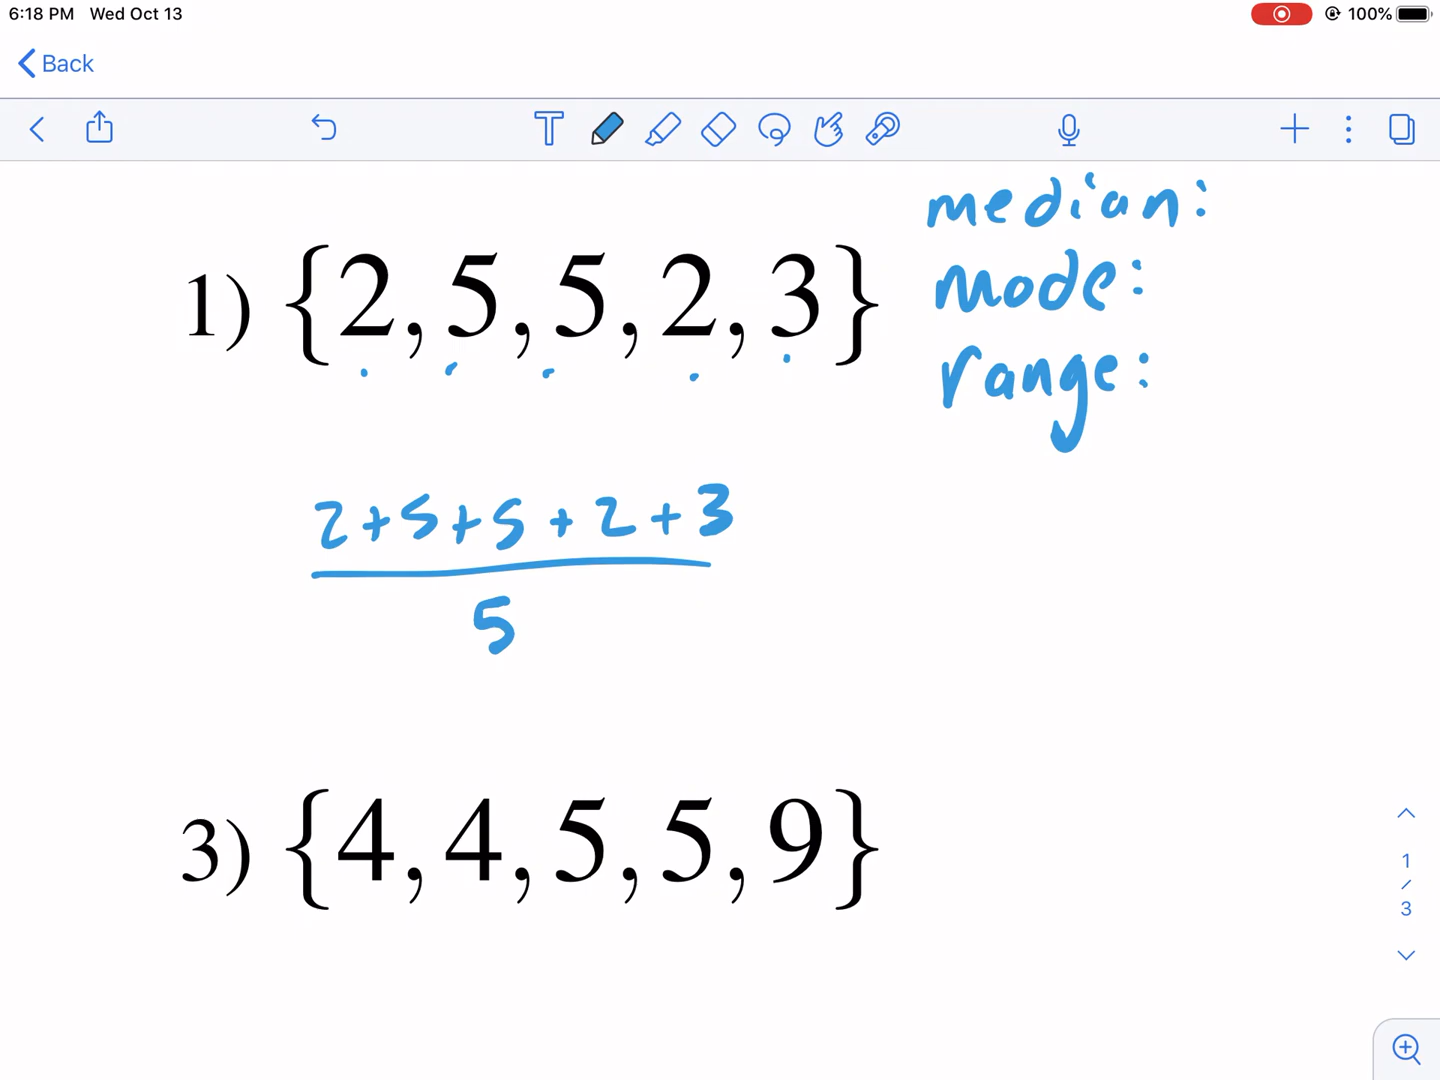 6:18 PM Wed Oct 13 100%
Back
median:
1) {2, 5, 5, 2, 3}
mode:
range:
2+5+5+2+3
5
3) {4, 4, 5, 5, 9}
1
/
3